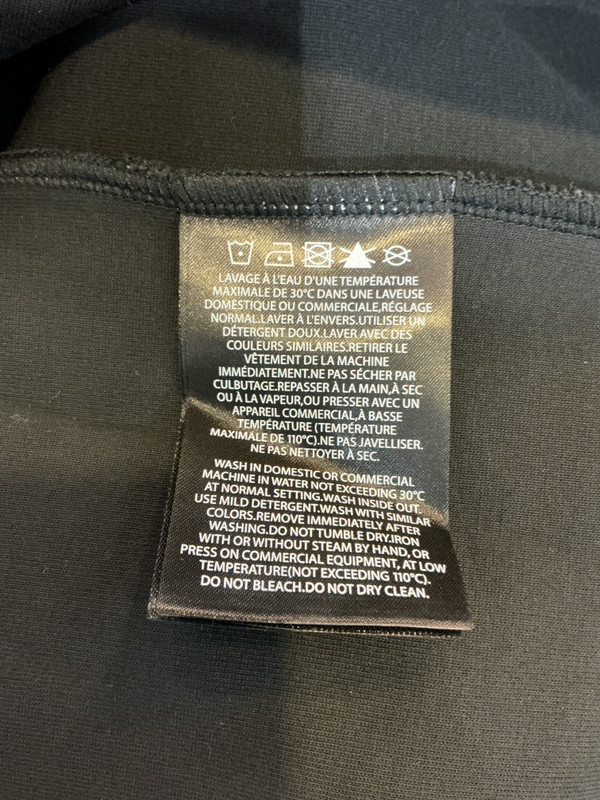 LAVAGE À L'EAU D'UNE TEMPÉRATURE
MAXIMALE DE 30°C DANS UNE LAVEUSE
DOMESTIQUE OU COMMERCIALE,RÉGLAGE
NORMAL.LAVER À L'ENVERS.UTILISER UN
DÉTERGENT DOUX.LAVER AVEC DES
COULEURS SIMILAIRES.RETIRER LE
VÊTEMENT DE LA MACHINE
IMMÉDIATEMENT.NE PAS SÉCHER PAR
CULBUTAGE.REPASSER À LA MAIN,À SEC
OU À LA VAPEUR,OU PRESSER AVEC UN
APPAREIL COMMERCIAL,À BASSE
TEMPÉRATURE (TEMPÉRATURE
MAXIMALE DE 110°C).NE PAS JAVELLISER.
NE PAS NETTOYER À SEC.
WASH IN DOMESTIC OR COMMERCIAL
MACHINE IN WATER NOT EXCEEDING 30°C
AT NORMAL SETTING.WASH INSIDE OUT.
USE MILD DETERGENT.WASH WITH SIMILAR
COLORS.REMOVE IMMEDIATELY AFTER
WASHING.DO NOT TUMBLE DRY.IRON
WITH OR WITHOUT STEAM BY HAND, OR
PRESS ON COMMERCIAL EQUIPMENT, AT LOW
TEMPERATURE(NOT EXCEEDING 110°C).
DO NOT BLEACH.DO NOT DRY CLEAN.